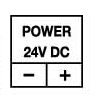 POWER
24V DC
− +